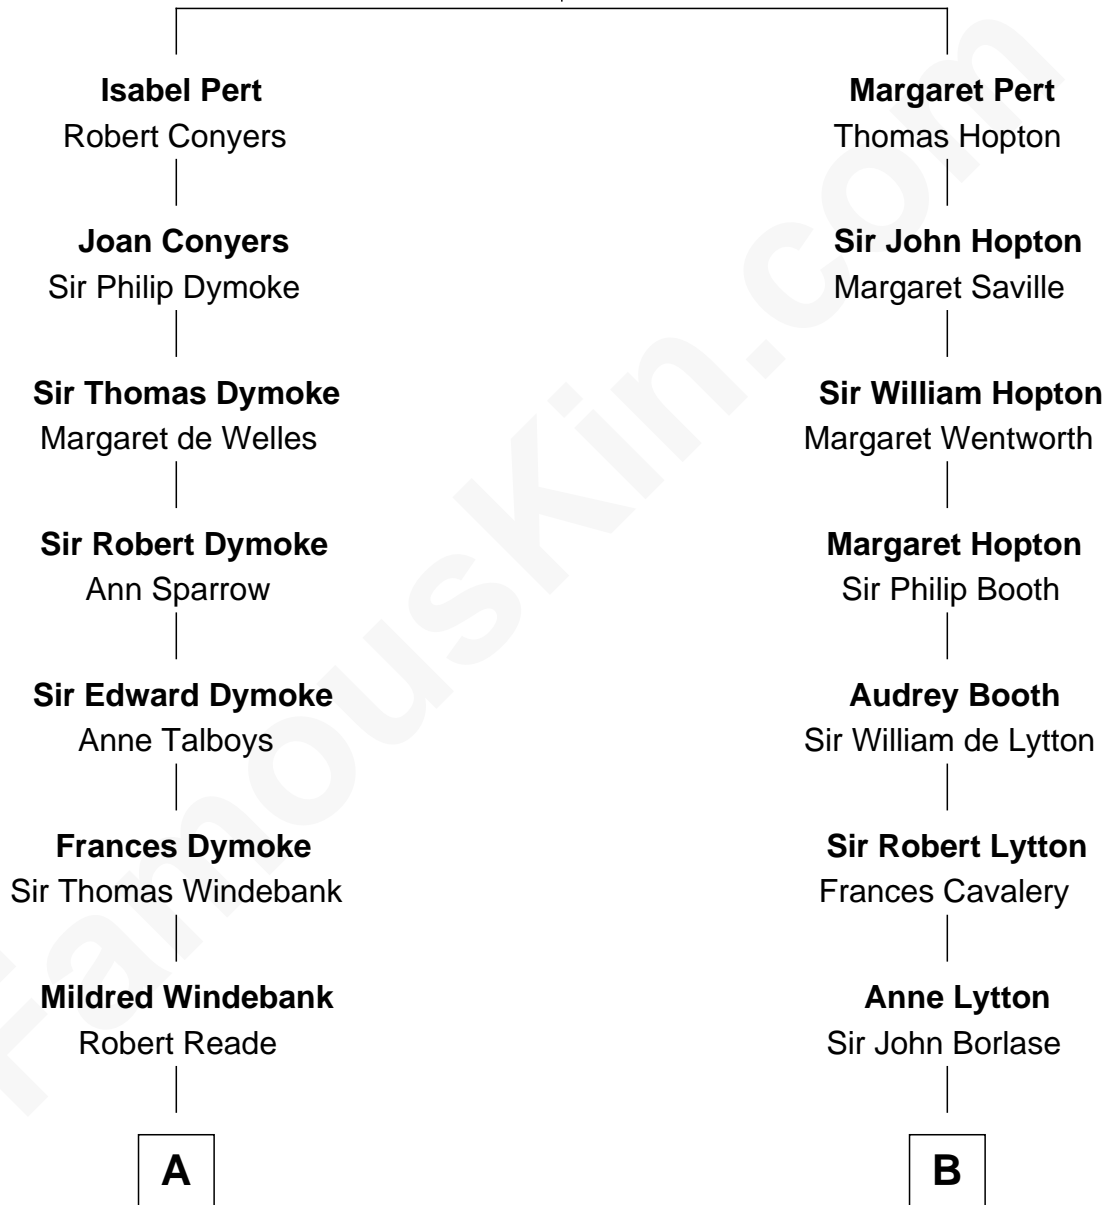 Isabel Pert
Robert Conyers
Joan Conyers
Sir Philip Dymoke
Sir Thomas Dymoke
Margaret de Welles
Sir Robert Dymoke
Ann Sparrow
Sir Edward Dymoke
Anne Talboys
Frances Dymoke
Sir Thomas Windebank
Mildred Windebank
Robert Reade
A
Margaret Pert
Thomas Hopton
Sir John Hopton
Margaret Saville
Sir William Hopton
Margaret Wentworth
Margaret Hopton
Sir Philip Booth
Audrey Booth
Sir William de Lytton
Sir Robert Lytton
Frances Cavalery
Anne Lytton
Sir John Borlase
B
FamousKin.com